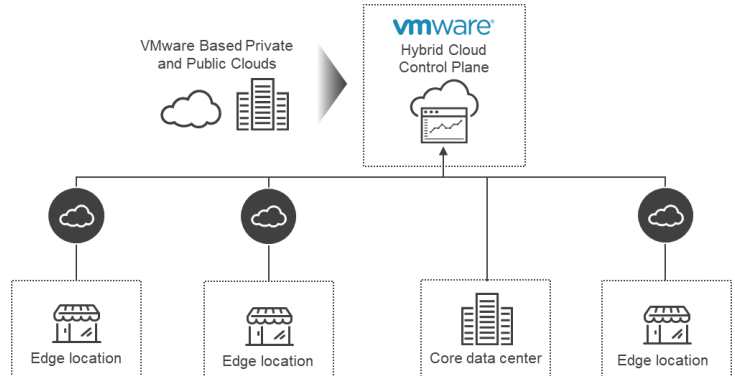 vmware®
VMware Based Private
and Public Clouds
Hybrid Cloud
Control Plane
Edge location
Edge location
Core data center
Edge location